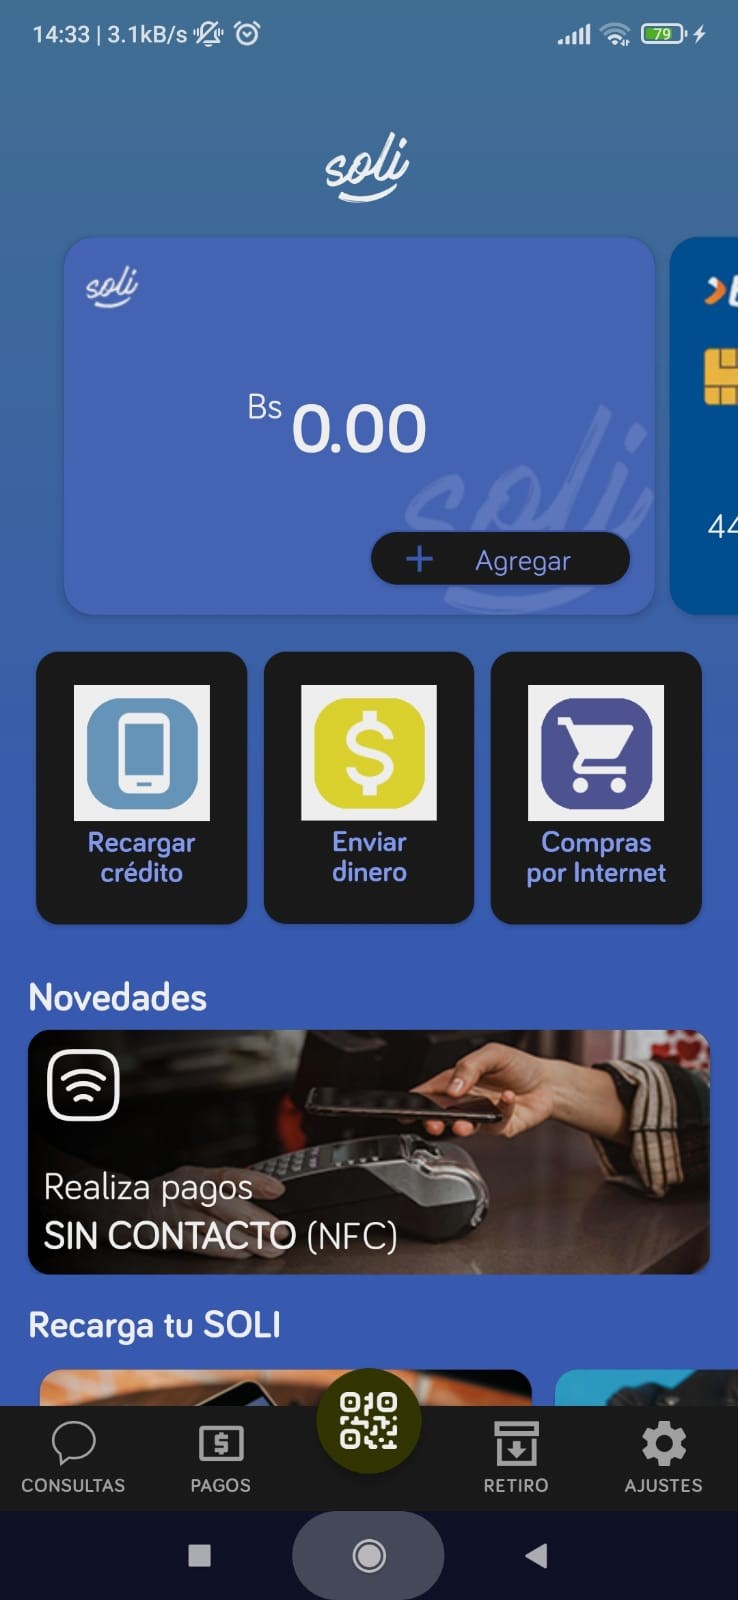 14:33 | 3.1kB/s
79
soli
soli
Bs 0.00
soli
+ Agregar
44
Recargar
crédito
Enviar
dinero
Compras
por Internet
Novedades
Realiza pagos
SIN CONTACTO (NFC)
Recarga tu SOLI
CONSULTAS
PAGOS
RETIRO
AJUSTES